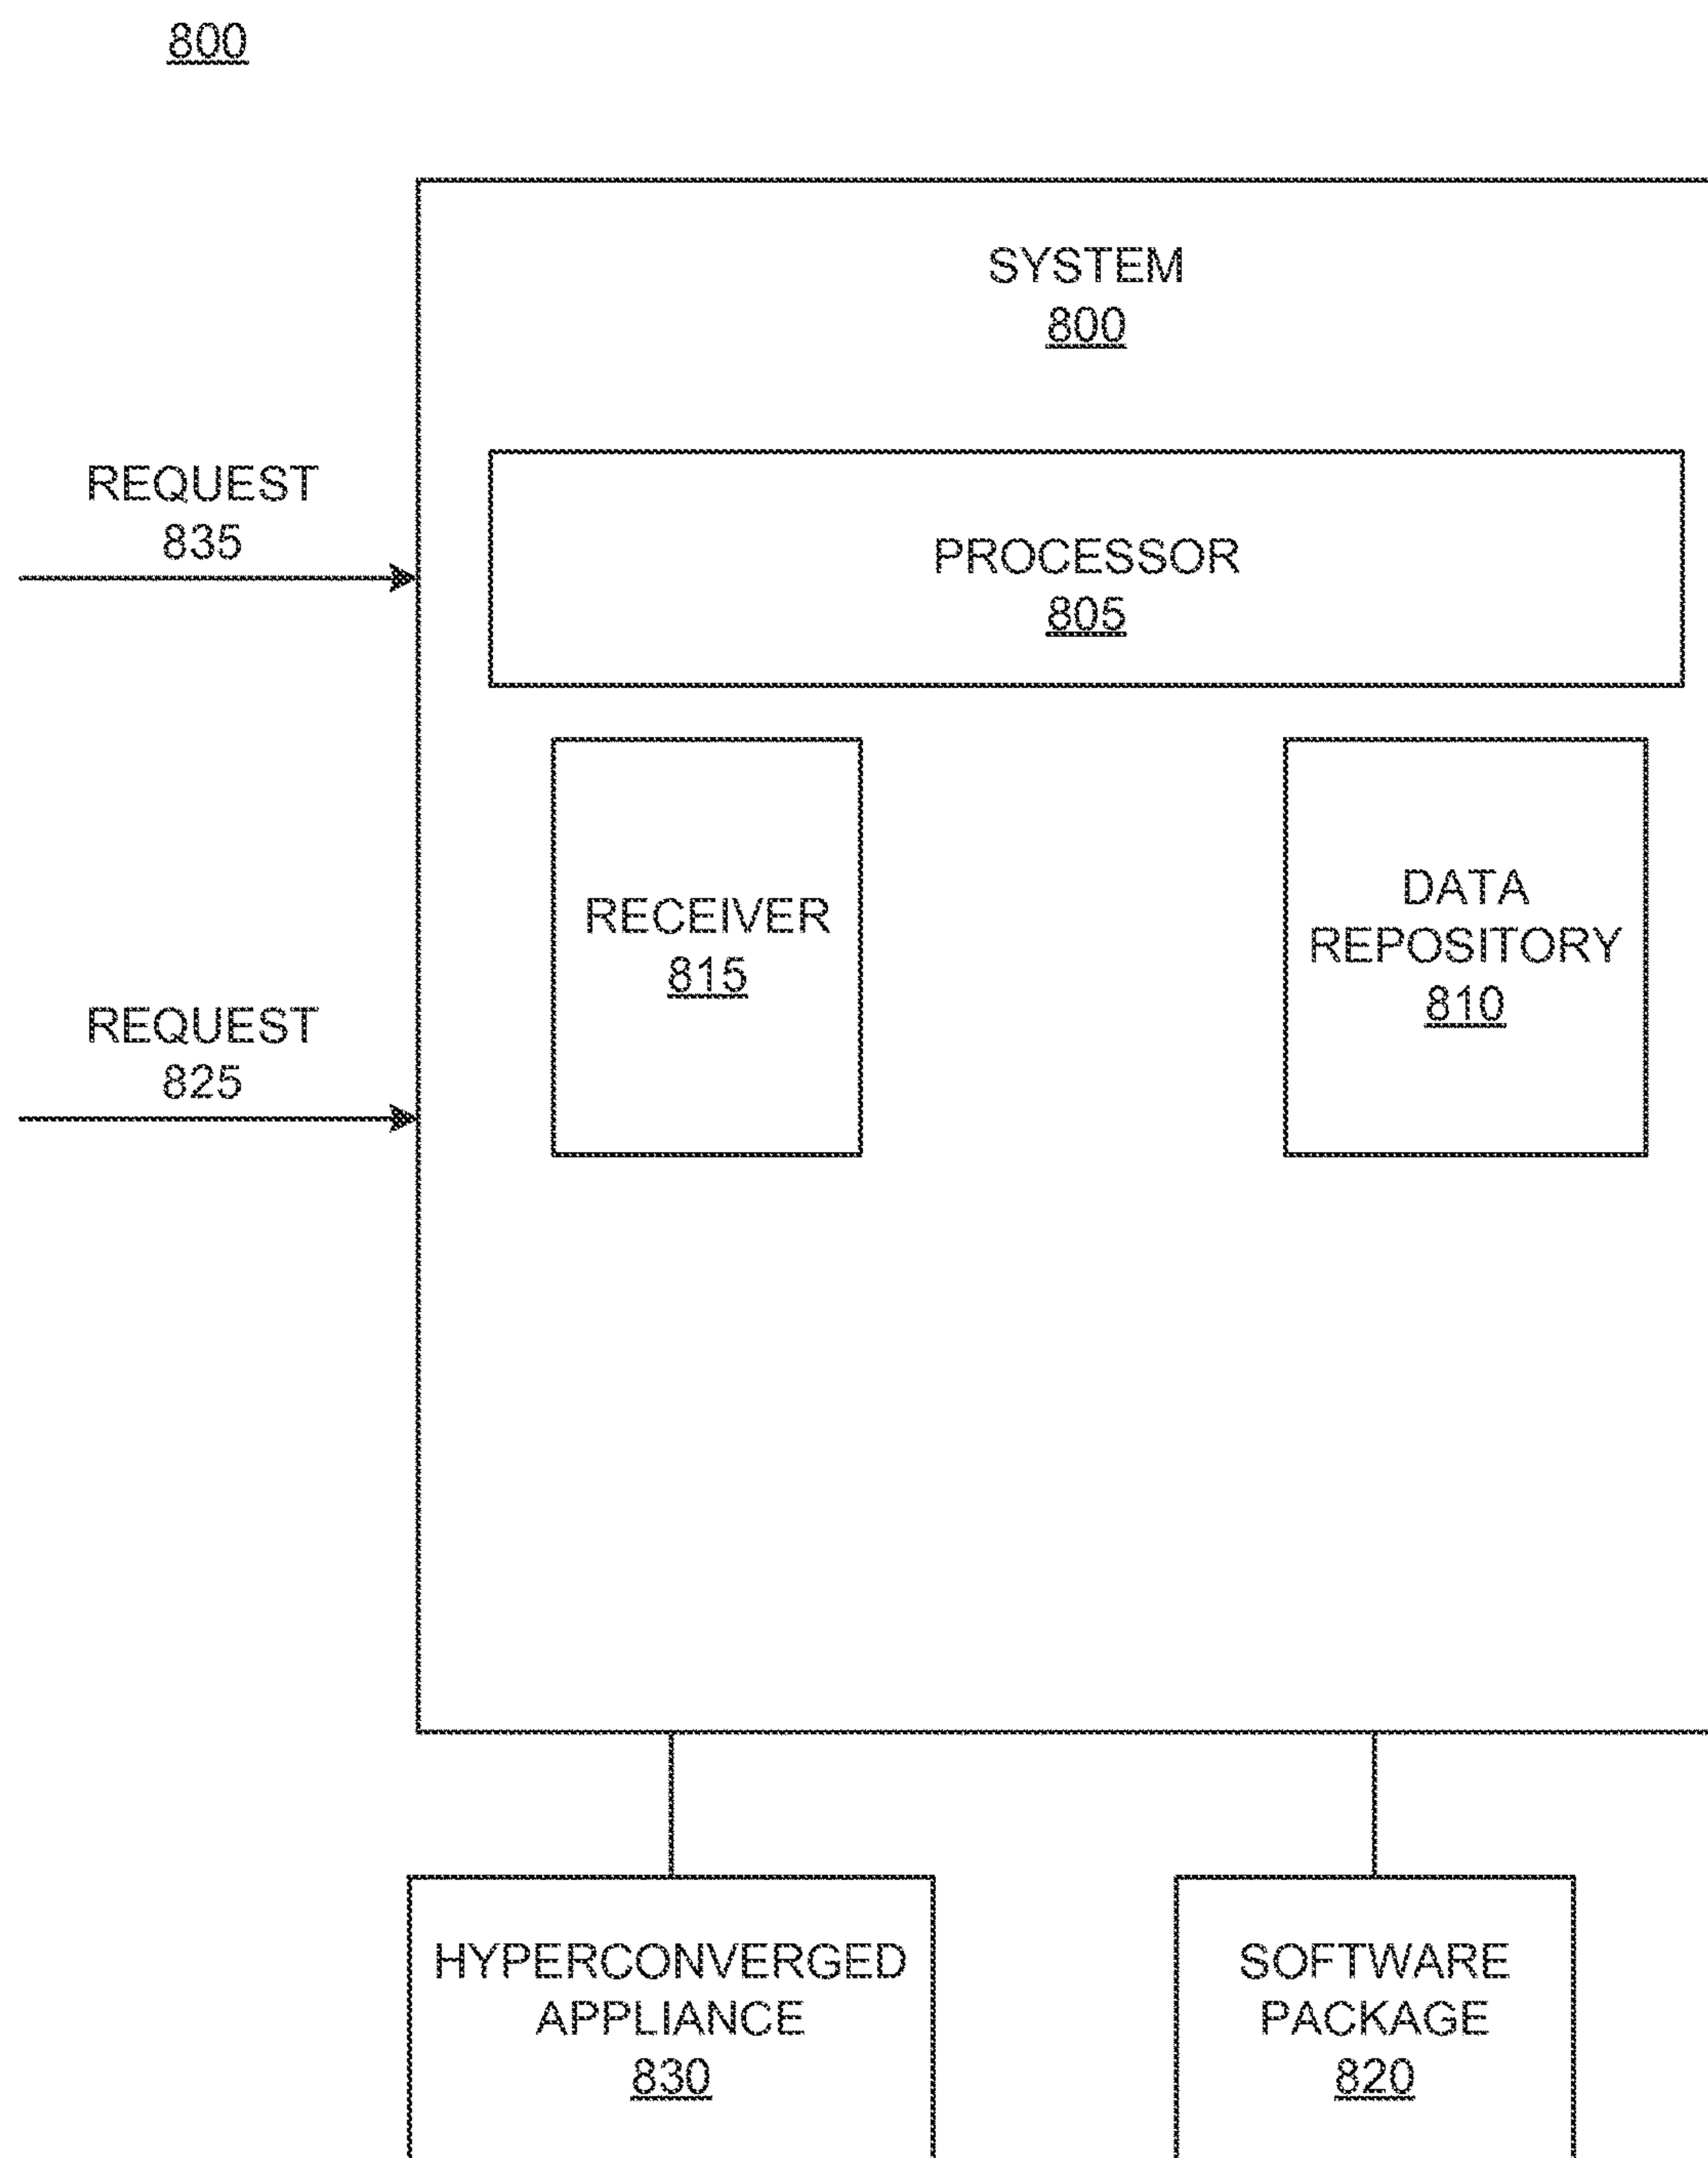 800
SYSTEM
800
REQUEST
835
PROCESSOR
805
RECEIVER
815
DATA
REPOSITORY
810
REQUEST
825
HYPERCONVERGED
APPLIANCE
830
SOFTWARE
PACKAGE
820